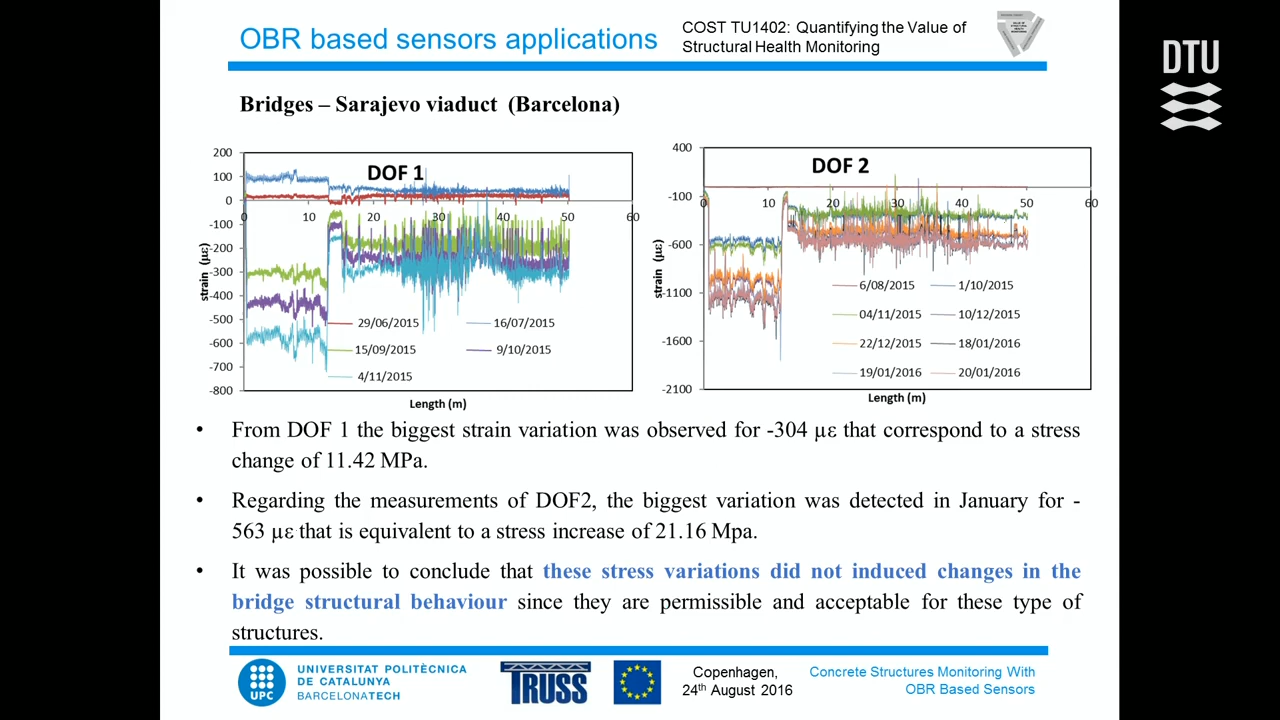 OBR based sensors applications
COST TU1402: Quantifying the Value of
Structural Health Monitoring
DTU
Bridges – Sarajevo viaduct (Barcelona)
DOF 1
200
100
0
-100
-200
-300
-400
-500
-600
-700
-800
0 10 20 30 40 50 60
strain (µε)
29/06/2015 16/07/2015
15/09/2015 9/10/2015
4/11/2015
Length (m)
DOF 2
400
-100
-600
-1100
-1600
-2100
0 10 20 30 40 50 60
strain (µε)
6/08/2015 1/10/2015
04/11/2015 10/12/2015
22/12/2015 18/01/2016
19/01/2016 20/01/2016
Length (m)
• From DOF 1 the biggest strain variation was observed for -304 µε that correspond to a stress
change of 11.42 MPa.
• Regarding the measurements of DOF2, the biggest variation was detected in January for -
563 µε that is equivalent to a stress increase of 21.16 Mpa.
• It was possible to conclude that these stress variations did not induced changes in the
bridge structural behaviour since they are permissible and acceptable for these type of
structures.
UPC
UNIVERSITAT POLITÈCNICA
DE CATALUNYA
BARCELONATECH
TRUSS
Copenhagen,
24th August 2016
Concrete Structures Monitoring With
OBR Based Sensors